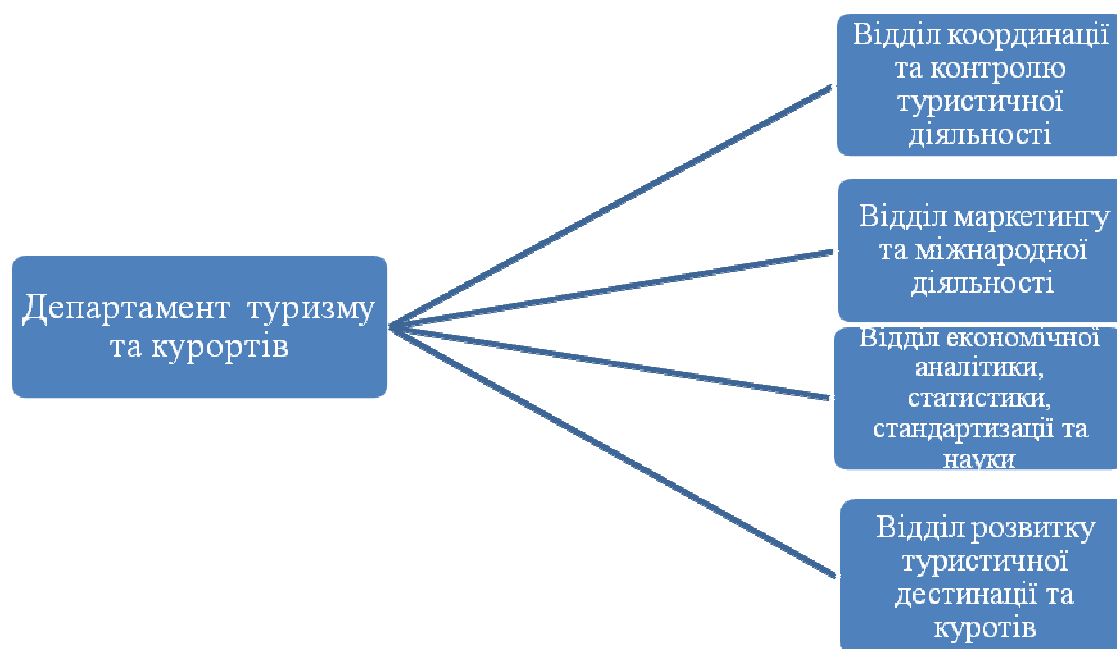 Департамент туризму
та курортів
Відділ координації
та контролю
туристичної
діяльності
Відділ маркетингу
та міжнародної
діяльності
Відділ економічної
аналітики,
статистики,
стандартизації та
науки
Відділ розвитку
туристичної
дестинації та
куротів